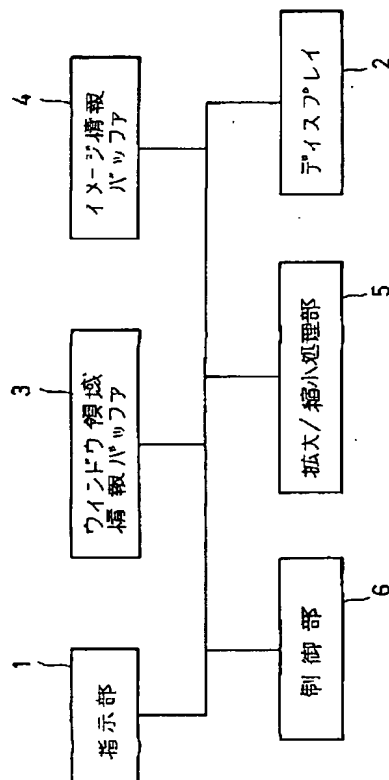 1
指示部
3
ウインドウ領域
情報バッファ
4
イメージ情報
バッファ
6
制御部
5
拡大/縮小処理部
2
ディスプレイ